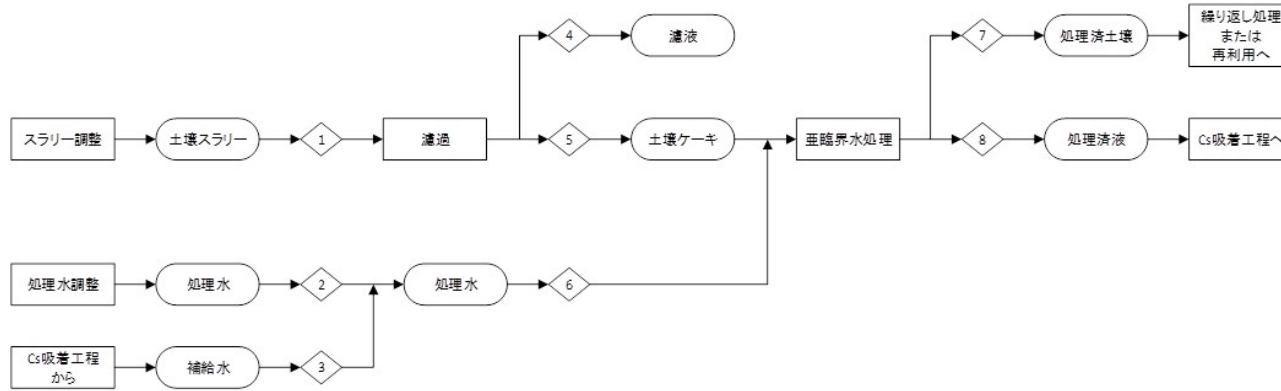 4
濾液
7
処理済土壌
繰り返し処理
または
再利用へ
スラリー調整
土壌スラリー
1
濾過
5
土壌ケーキ
亜臨界水処理
8
処理済液
Cs吸着工程へ
処理水調整
処理水
2
処理水
6
Cs吸着工程
から
補給水
3